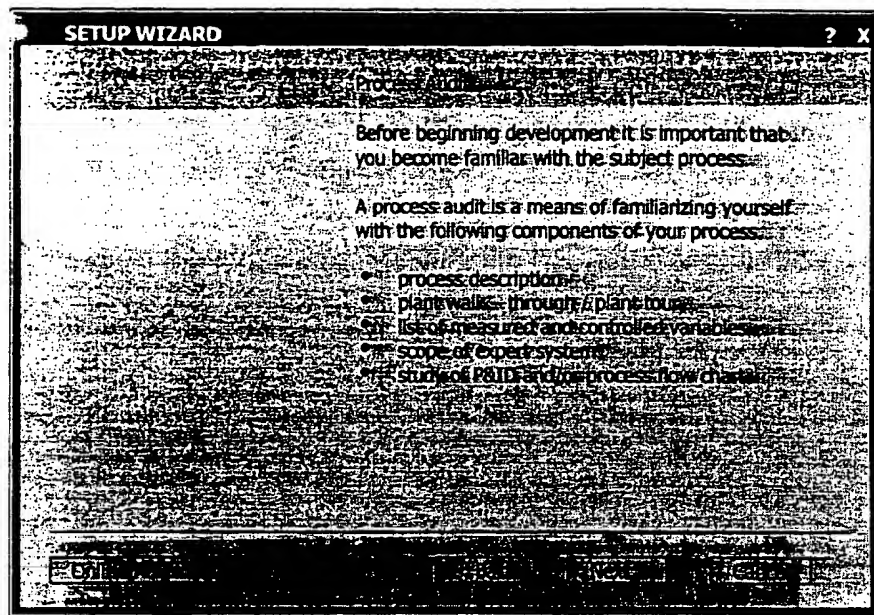 SETUP WIZARD ? X
Process Audit
Before beginning development it is important that
you become familiar with the subject process.
A process audit is a means of familiarizing yourself
with the following components of your process.
• process description
• plant walk - through / plant tour
• list of measured and controlled variables
• scope of expert system
• study of P&ID and/or process flow charts